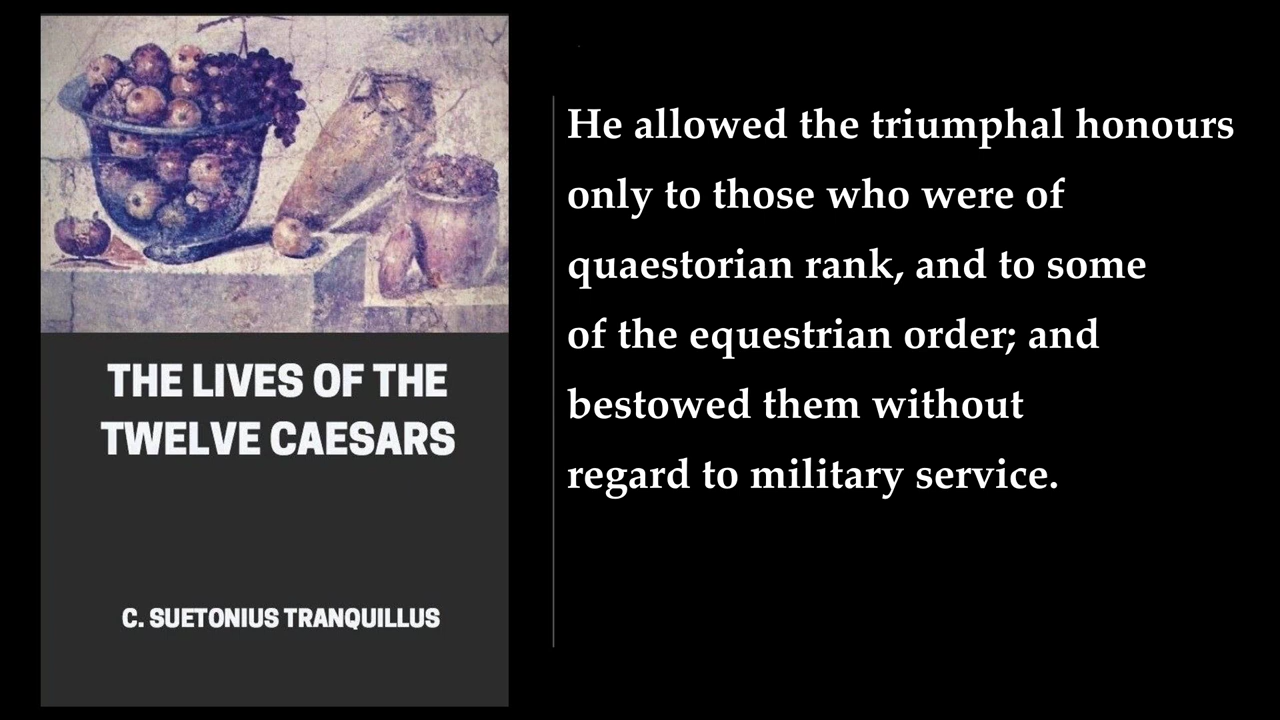 THE LIVES OF THE
TWELVE CAESARS
C. SUETONIUS TRANQUILLUS
He allowed the triumphal honours
only to those who were of
quaestorian rank, and to some
of the equestrian order; and
bestowed them without
regard to military service.